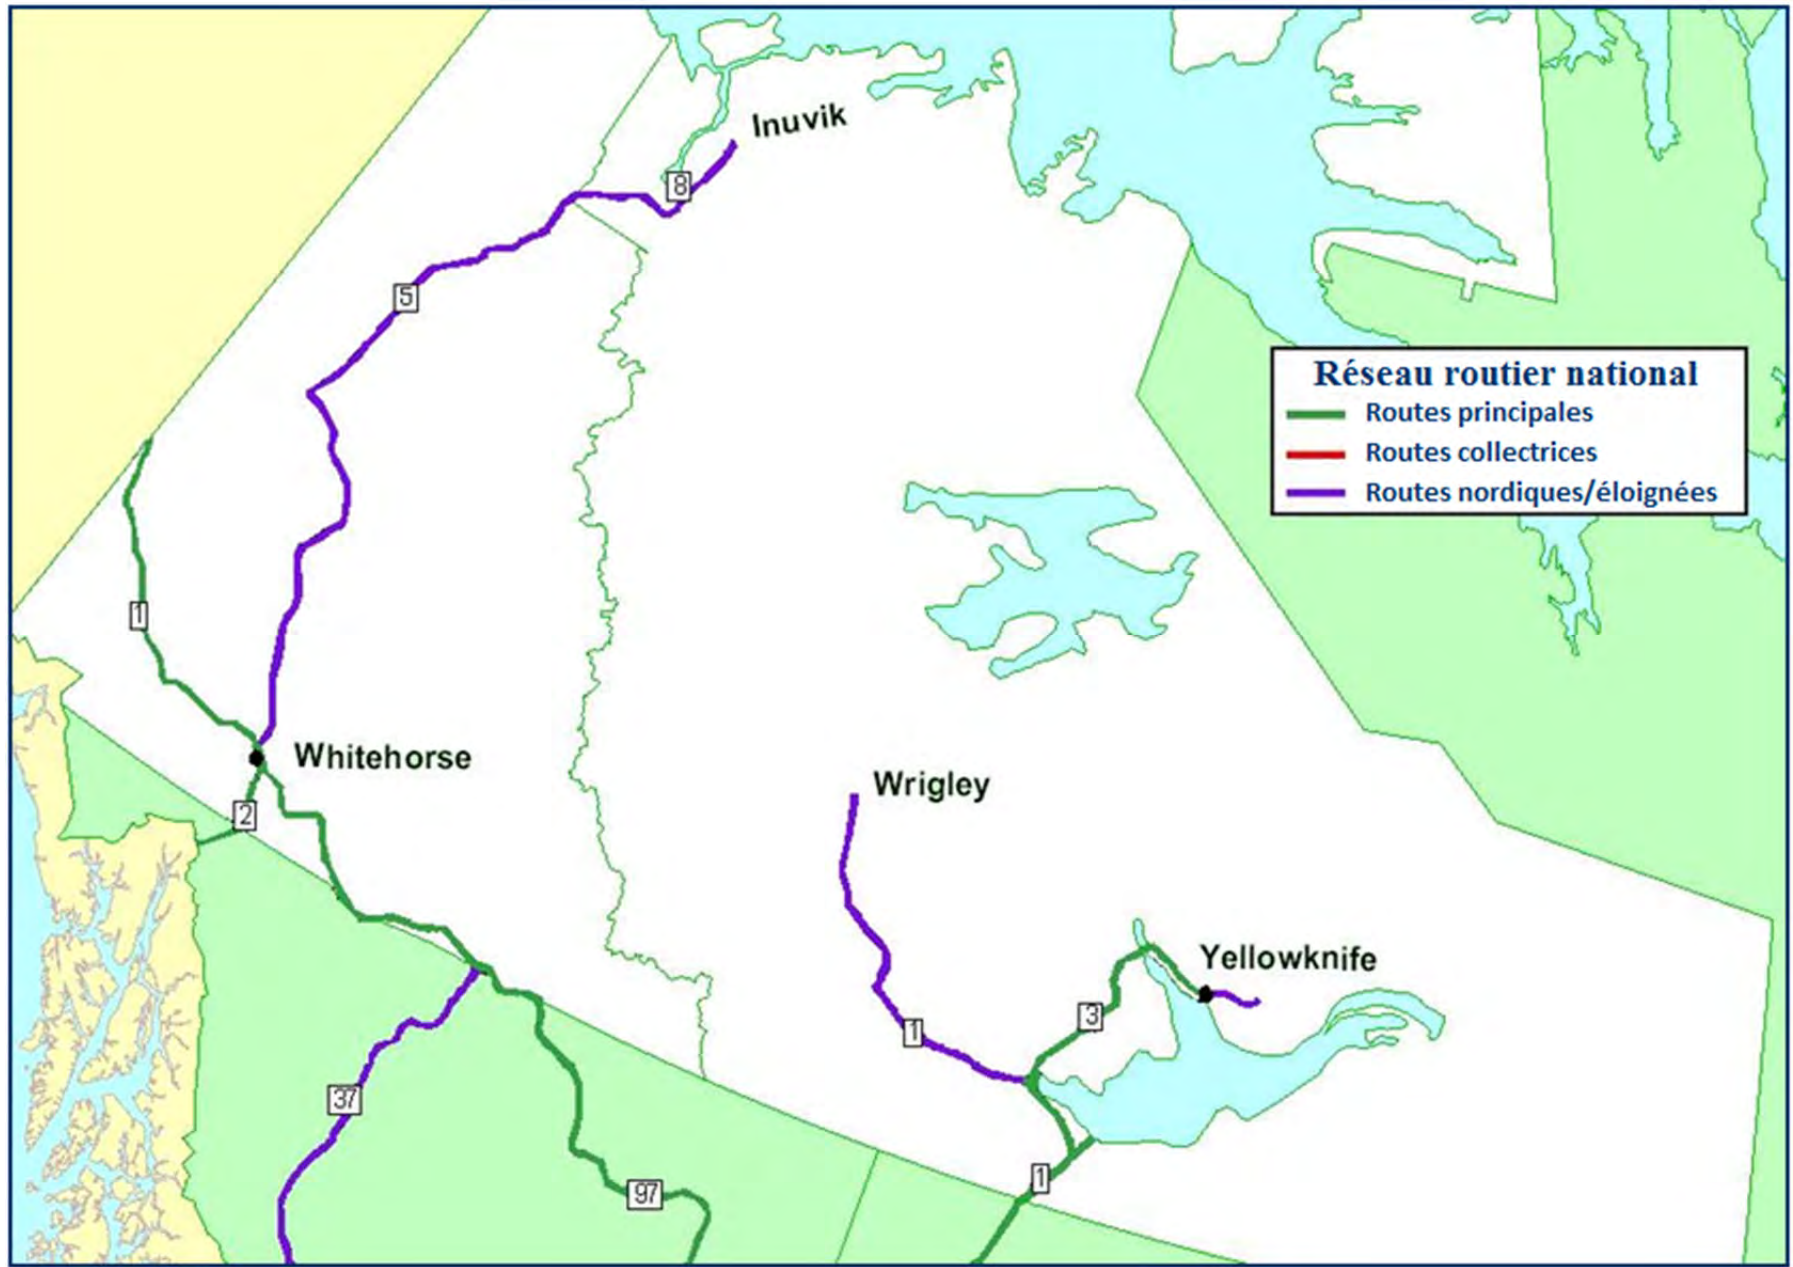 Inuvik
8
5
Réseau routier national
Routes principales
Routes collectrices
Routes nordiques/éloignées
1
Whitehorse
Wrigley
2
Yellowknife
3
1
37
1
97